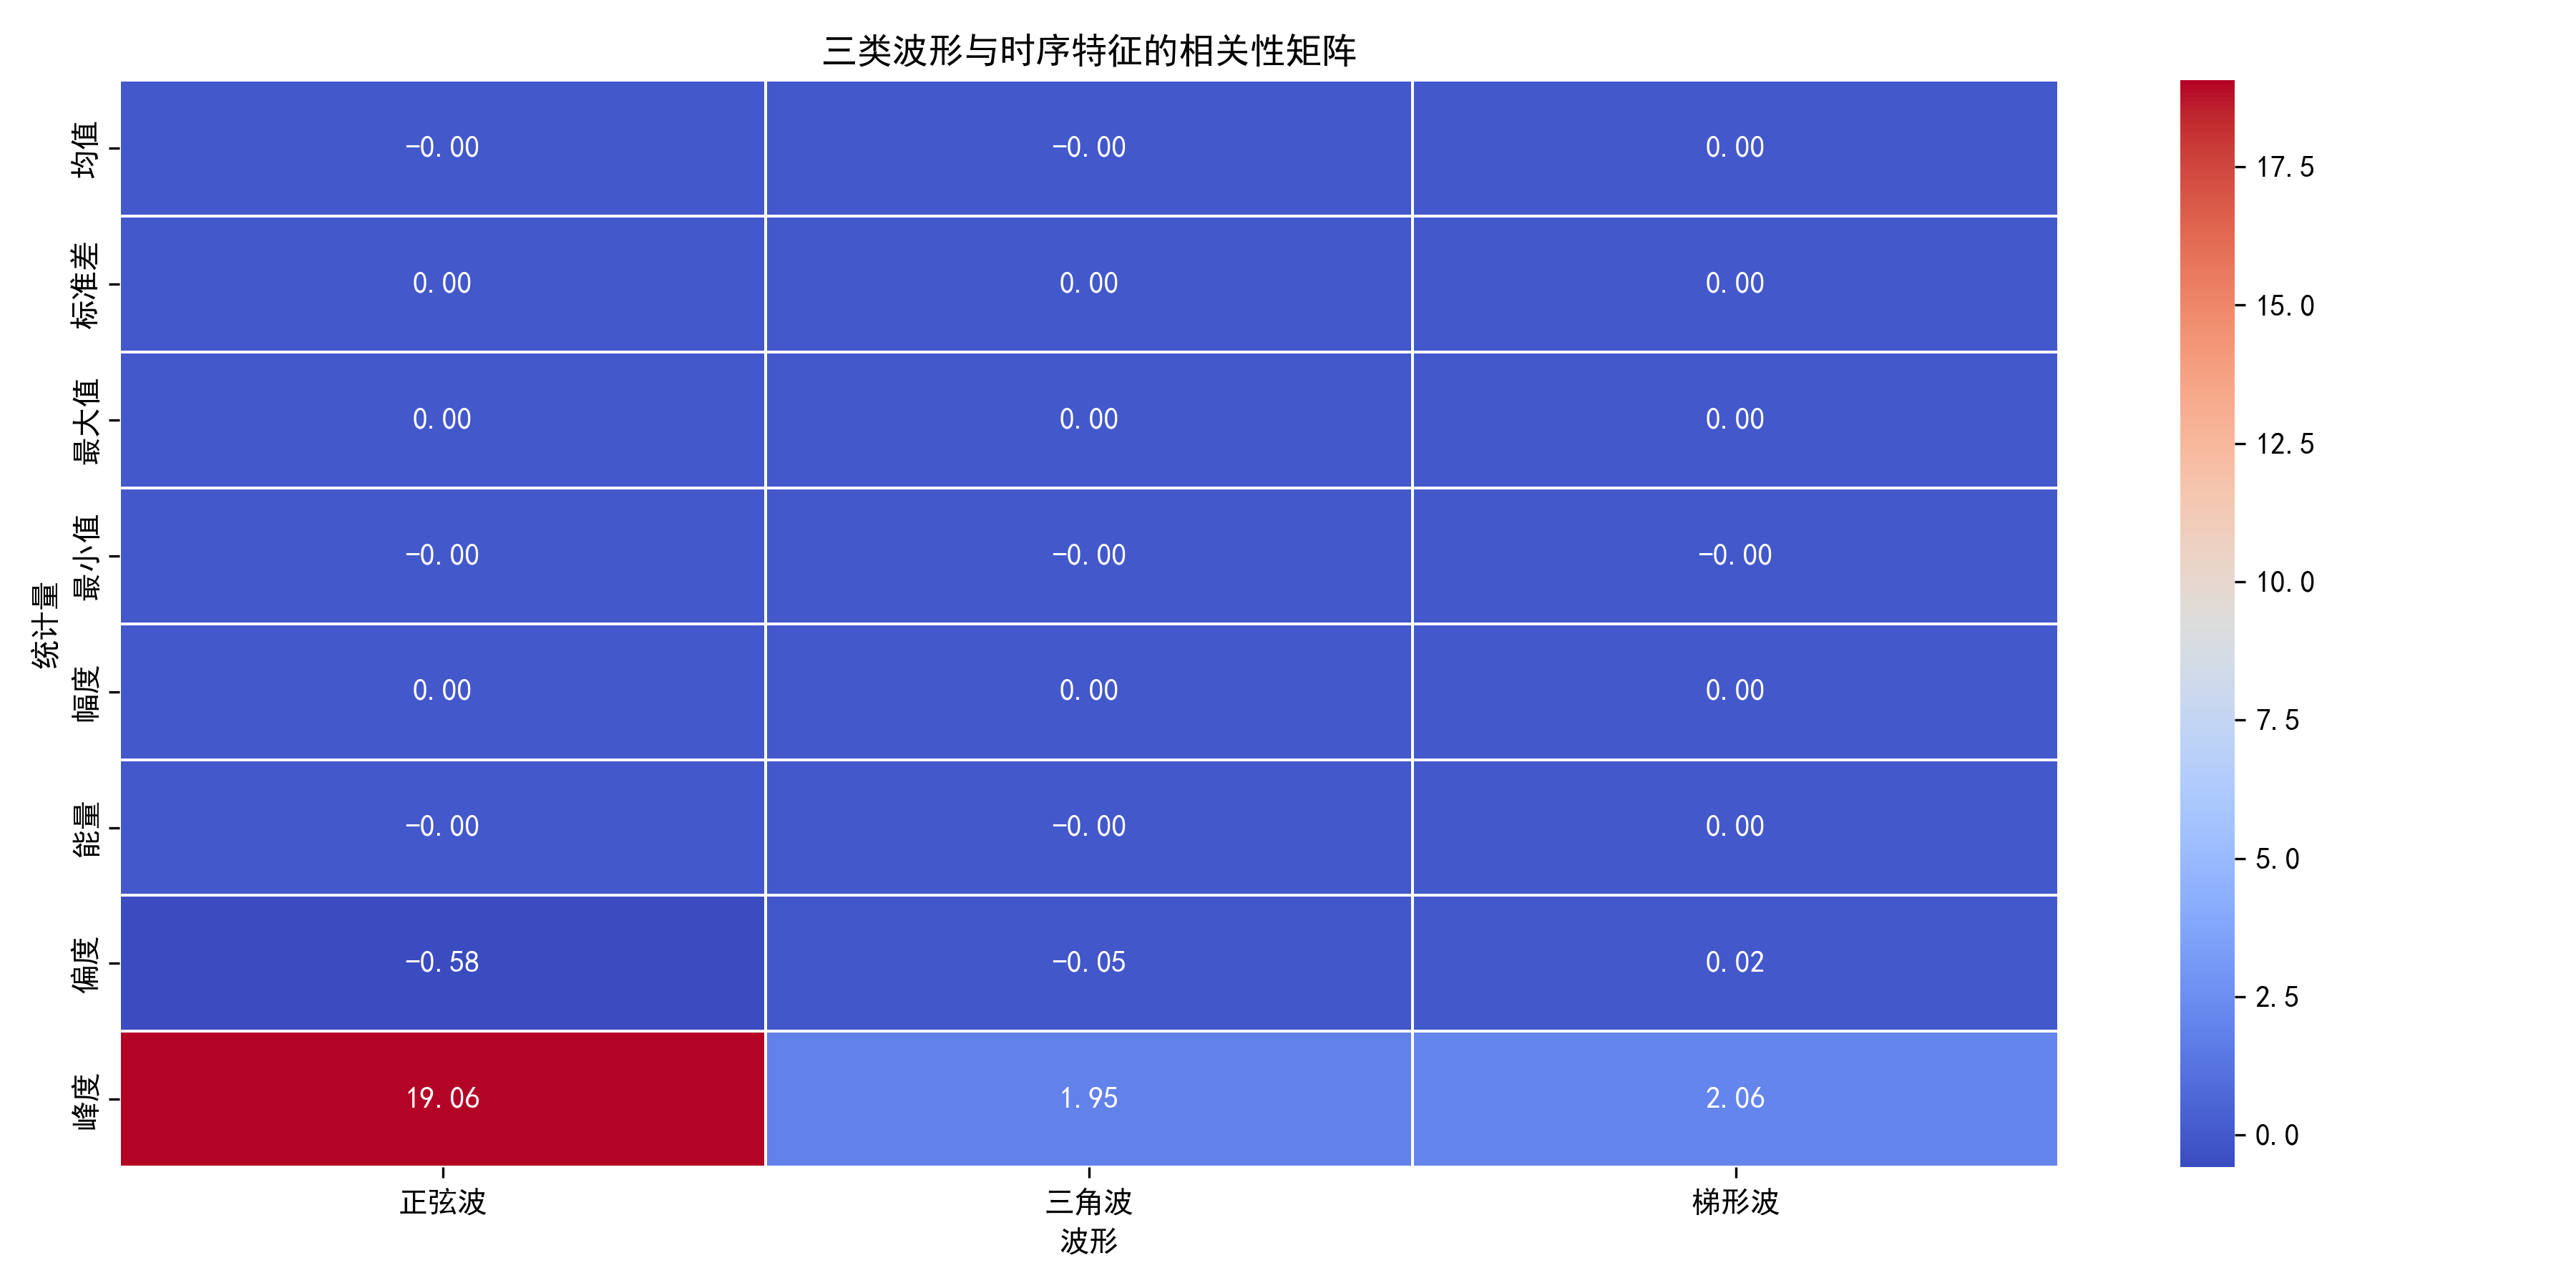 三类波形与时序特征的相关性矩阵
统计量
均值 −0.00 −0.00 0.00
标准差 0.00 0.00 0.00
最大值 0.00 0.00 0.00
最小值 −0.00 −0.00 −0.00
幅度 0.00 0.00 0.00
能量 −0.00 −0.00 0.00
偏度 −0.58 −0.05 0.02
峰度 19.06 1.95 2.06
正弦波 三角波 梯形波
波形
17.5
15.0
12.5
10.0
7.5
5.0
2.5
0.0